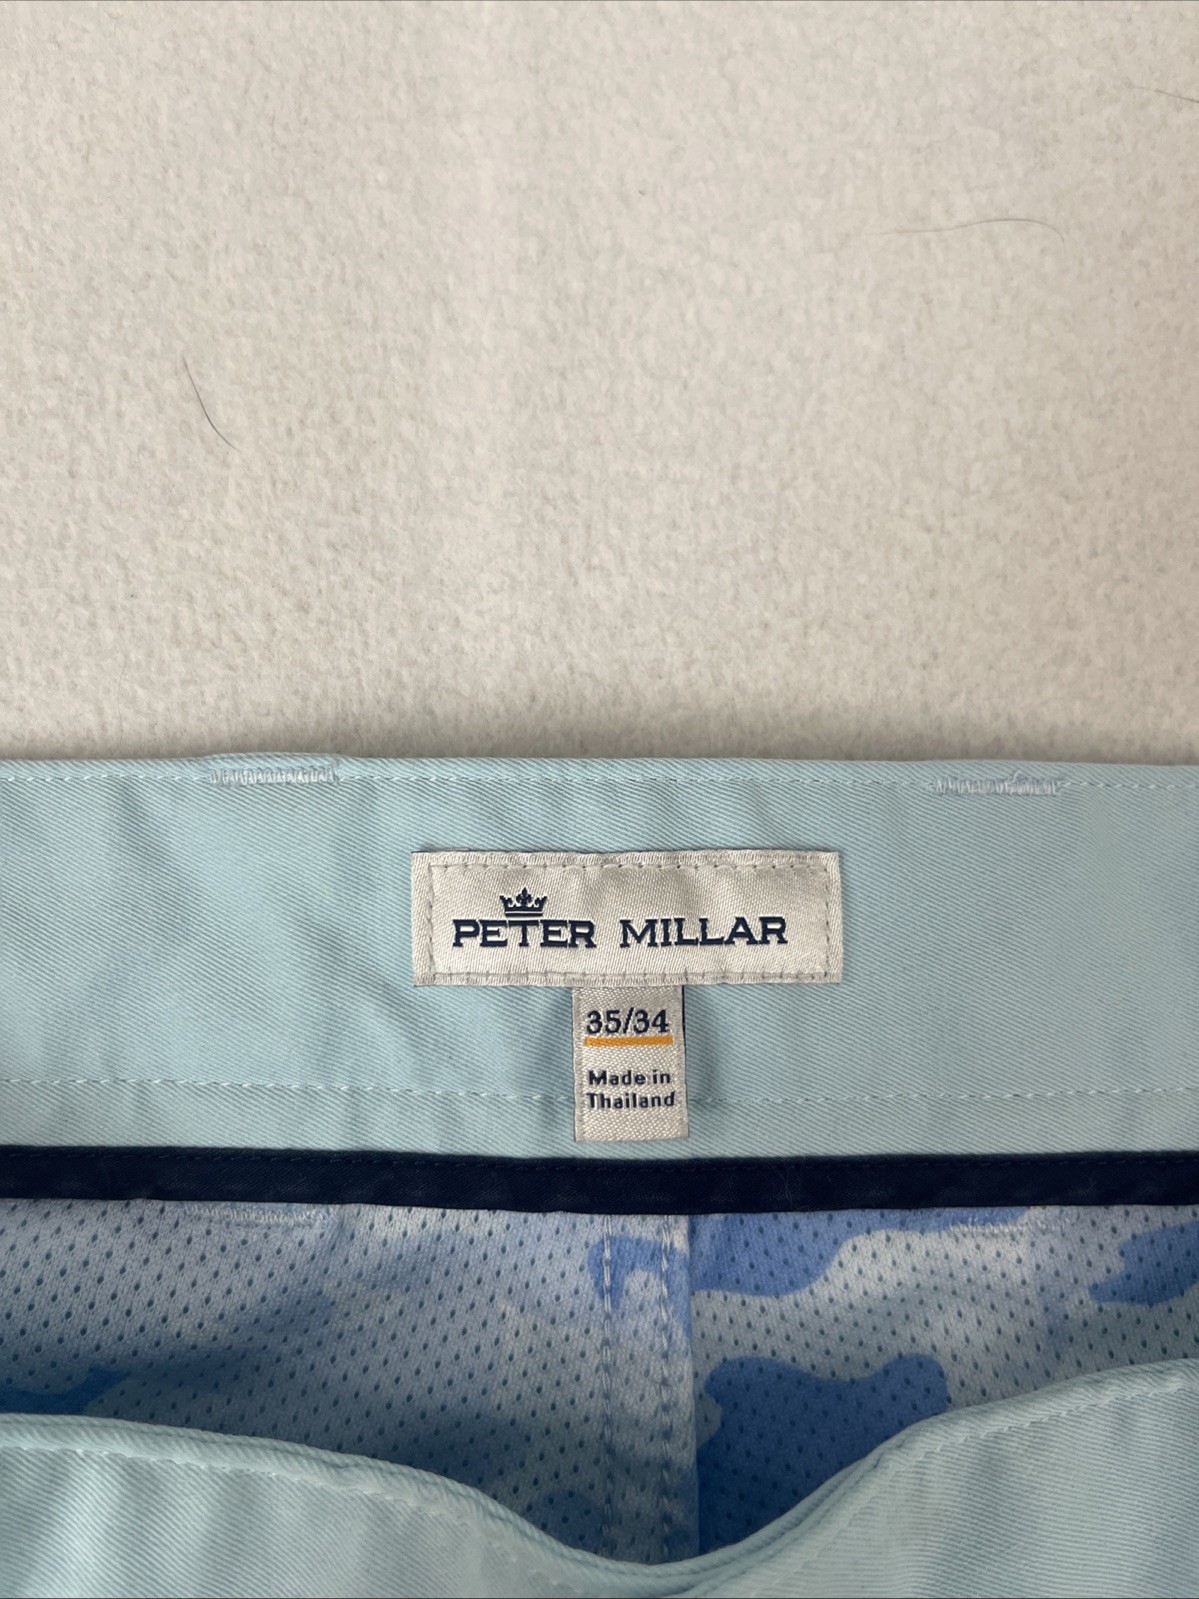 PETER MILLAR
35/34
Made in
Thailand